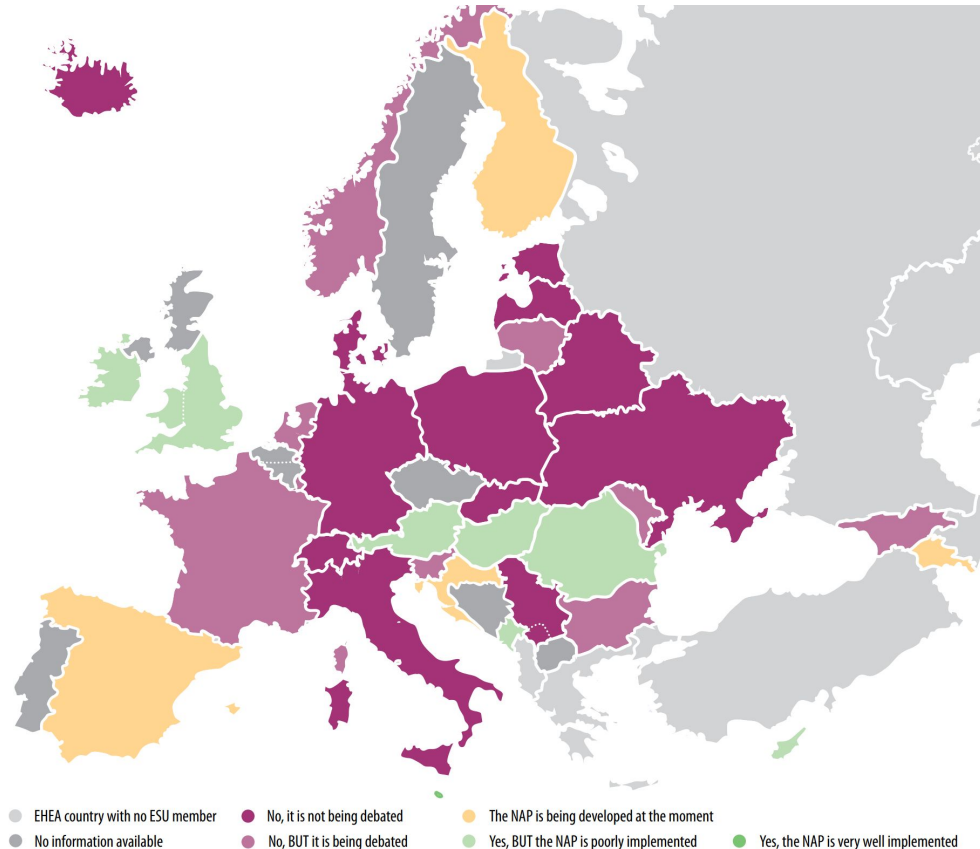 EHEA country with no ESU member
No, it is not being debated
The NAP is being developed at the moment
No information available
No, BUT it is being debated
Yes, BUT the NAP is poorly implemented
Yes, the NAP is very well implemented